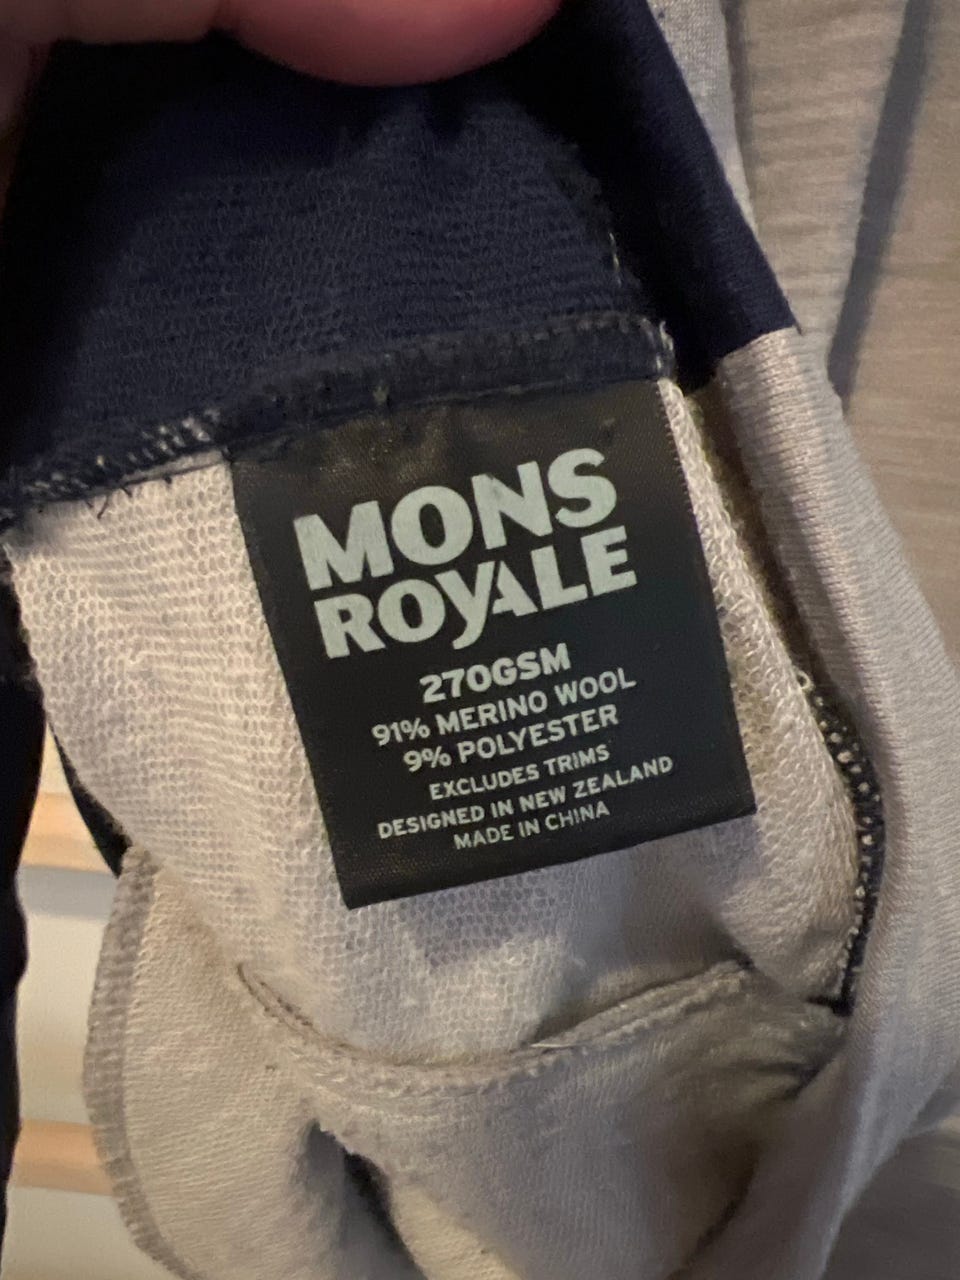 MONS
ROYALE
270GSM
91% MERINO WOOL
9% POLYESTER
EXCLUDES TRIMS
DESIGNED IN NEW ZEALAND
MADE IN CHINA